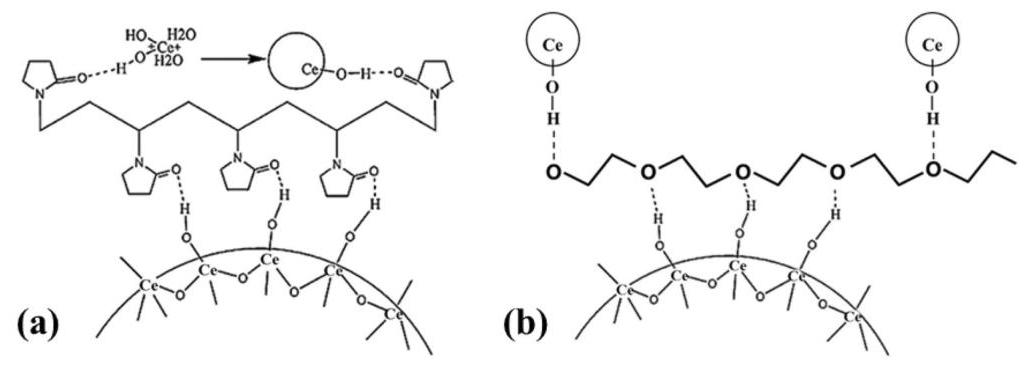 HO H2O
±Ce+
H2O
H O
O
N
Ce O H O
N
N O
N O
N O
H
H
H
O
O
O
Ce Ce Ce Ce Ce
O O O O
(a)
Ce Ce
O O
H H
O O O O O
H H H
O O O
Ce Ce Ce Ce Ce
O O O O
(b)